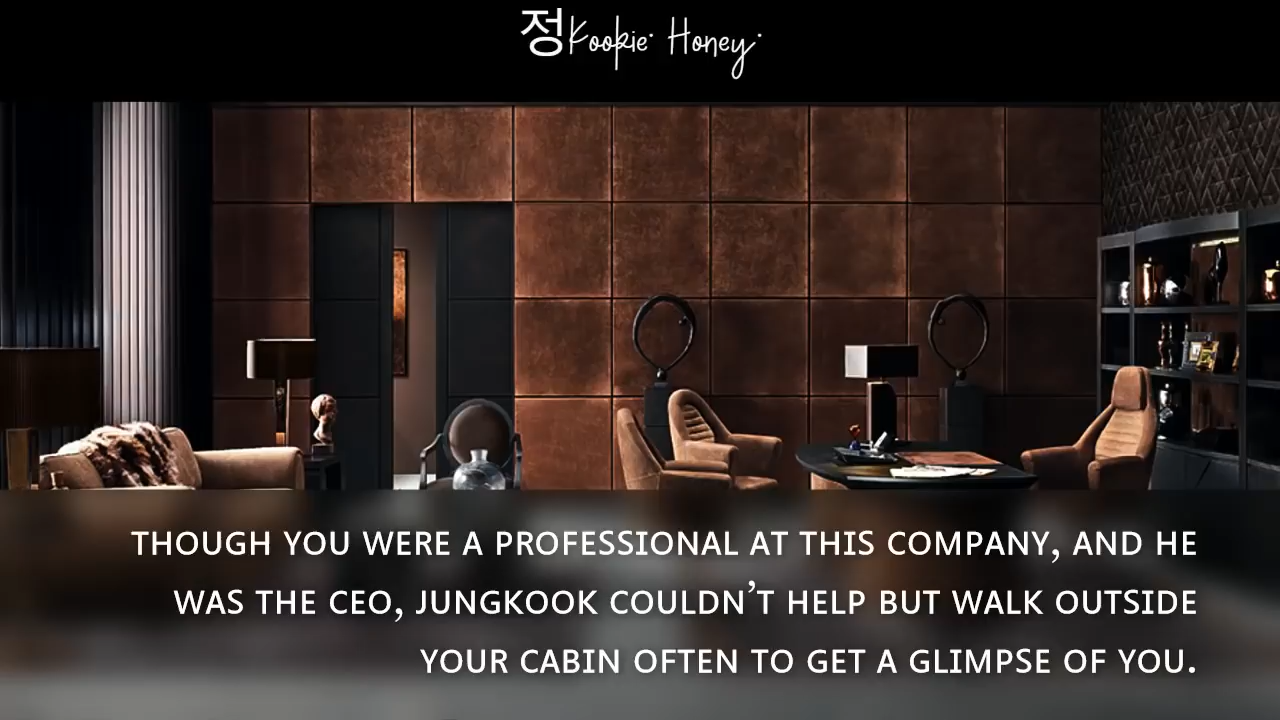 정Kookie Honey
THOUGH YOU WERE A PROFESSIONAL AT THIS COMPANY, AND HE
WAS THE CEO, JUNGKOOK COULDN'T HELP BUT WALK OUTSIDE
YOUR CABIN OFTEN TO GET A GLIMPSE OF YOU.